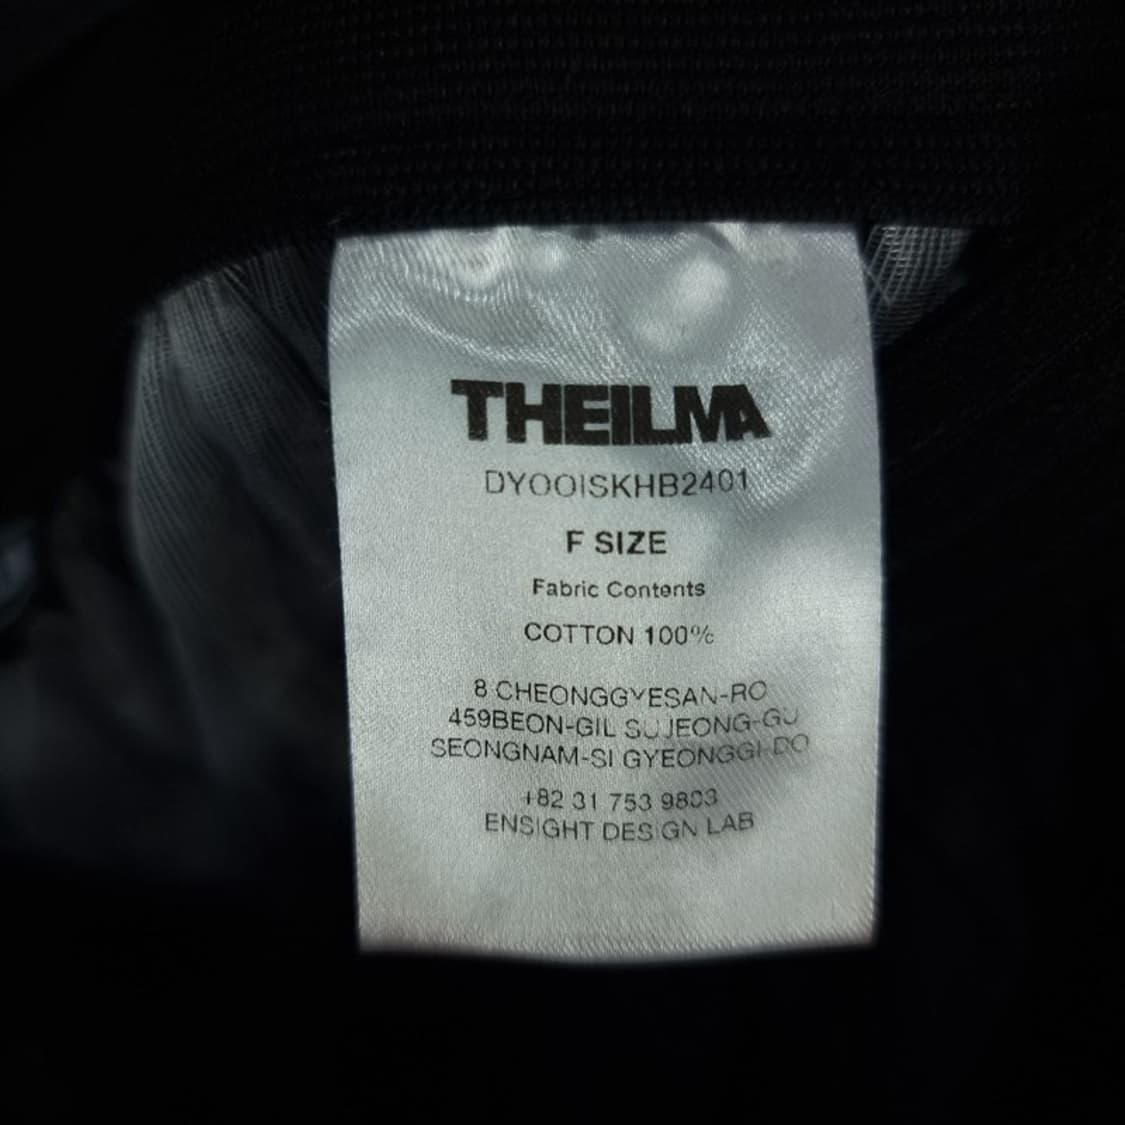 THEILMA
DYOOISKHB2401
F SIZE
Fabric Contents
COTTON 100%
8 CHEONGGYESAN-RO
459BEON-GIL SUJEONG-GU
SEONGNAM-SI GYEONGGI-DO
+82 31 753 9803
ENSIGHT DESIGN LAB